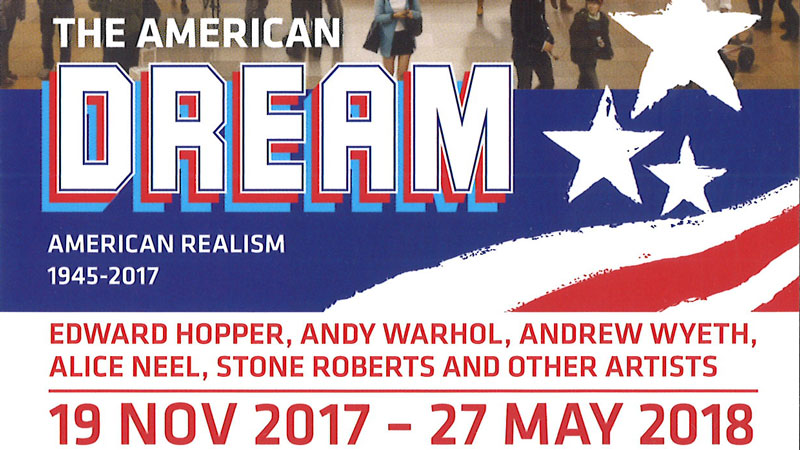 THE AMERICAN
DREAM
AMERICAN REALISM
1945-2017
EDWARD HOPPER, ANDY WARHOL, ANDREW WYETH,
ALICE NEEL, STONE ROBERTS AND OTHER ARTISTS
19 NOV 2017 – 27 MAY 2018